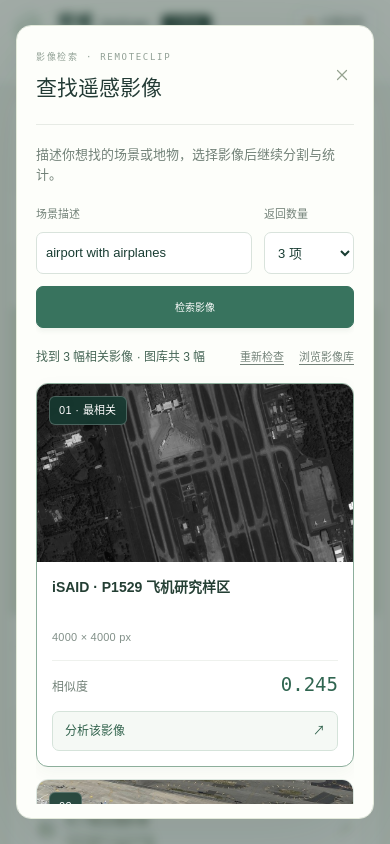 影像检索 · REMOTECLIP
查找遥感影像
×
描述你想找的场景或地物，选择影像后继续分割与统
计。
场景描述
返回数量
airport with airplanes
3 项
检索影像
找到 3 幅相关影像 · 图库共 3 幅
重新检查
浏览影像库
01 · 最相关
iSAID · P1529 飞机研究样区
4000 × 4000 px
相似度
0.245
分析该影像 ↗